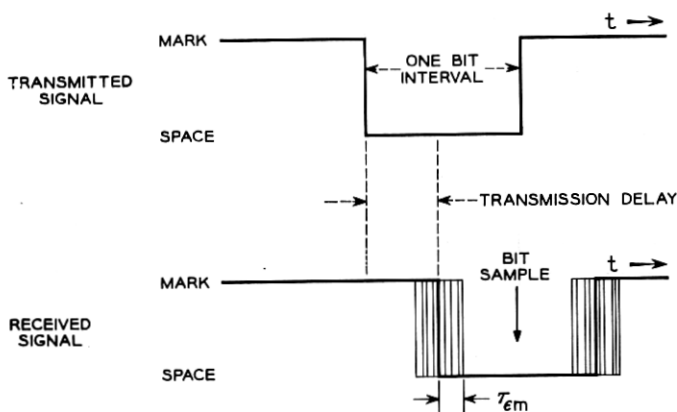 MARK
t
TRANSMITTED
SIGNAL
ONE BIT
INTERVAL
SPACE
TRANSMISSION DELAY
BIT
SAMPLE
t
MARK
RECEIVED
SIGNAL
SPACE
τϵm